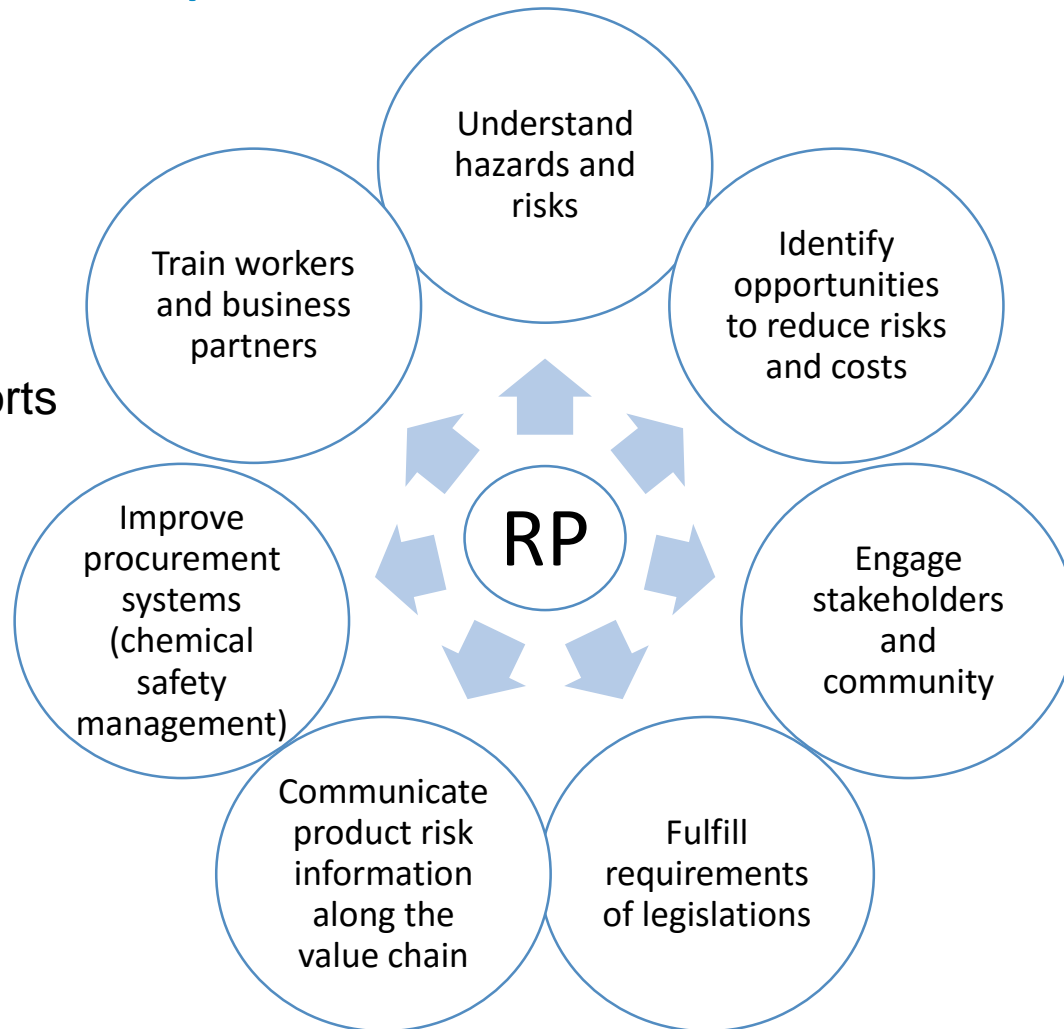 Understand
hazards and
risks
Identify
opportunities
to reduce risks
and costs
Engage
stakeholders
and
community
Fulfill
requirements
of legislations
Communicate
product risk
information
along the
value chain
Improve
procurement
systems
(chemical
safety
management)
Train workers
and business
partners
RP
orts